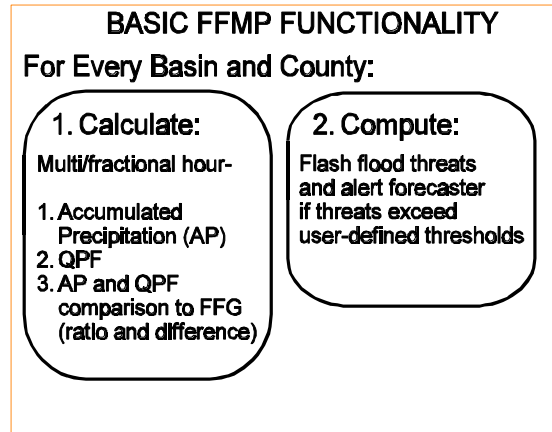 BASIC FFMP FUNCTIONALITY
For Every Basin and County:
1. Calculate:
Multi/fractional hour-
1. Accumulated
Precipitation (AP)
2. QPF
3. AP and QPF
comparison to FFG
(ratio and difference)
2. Compute:
Flash flood threats
and alert forecaster
if threats exceed
user-defined thresholds